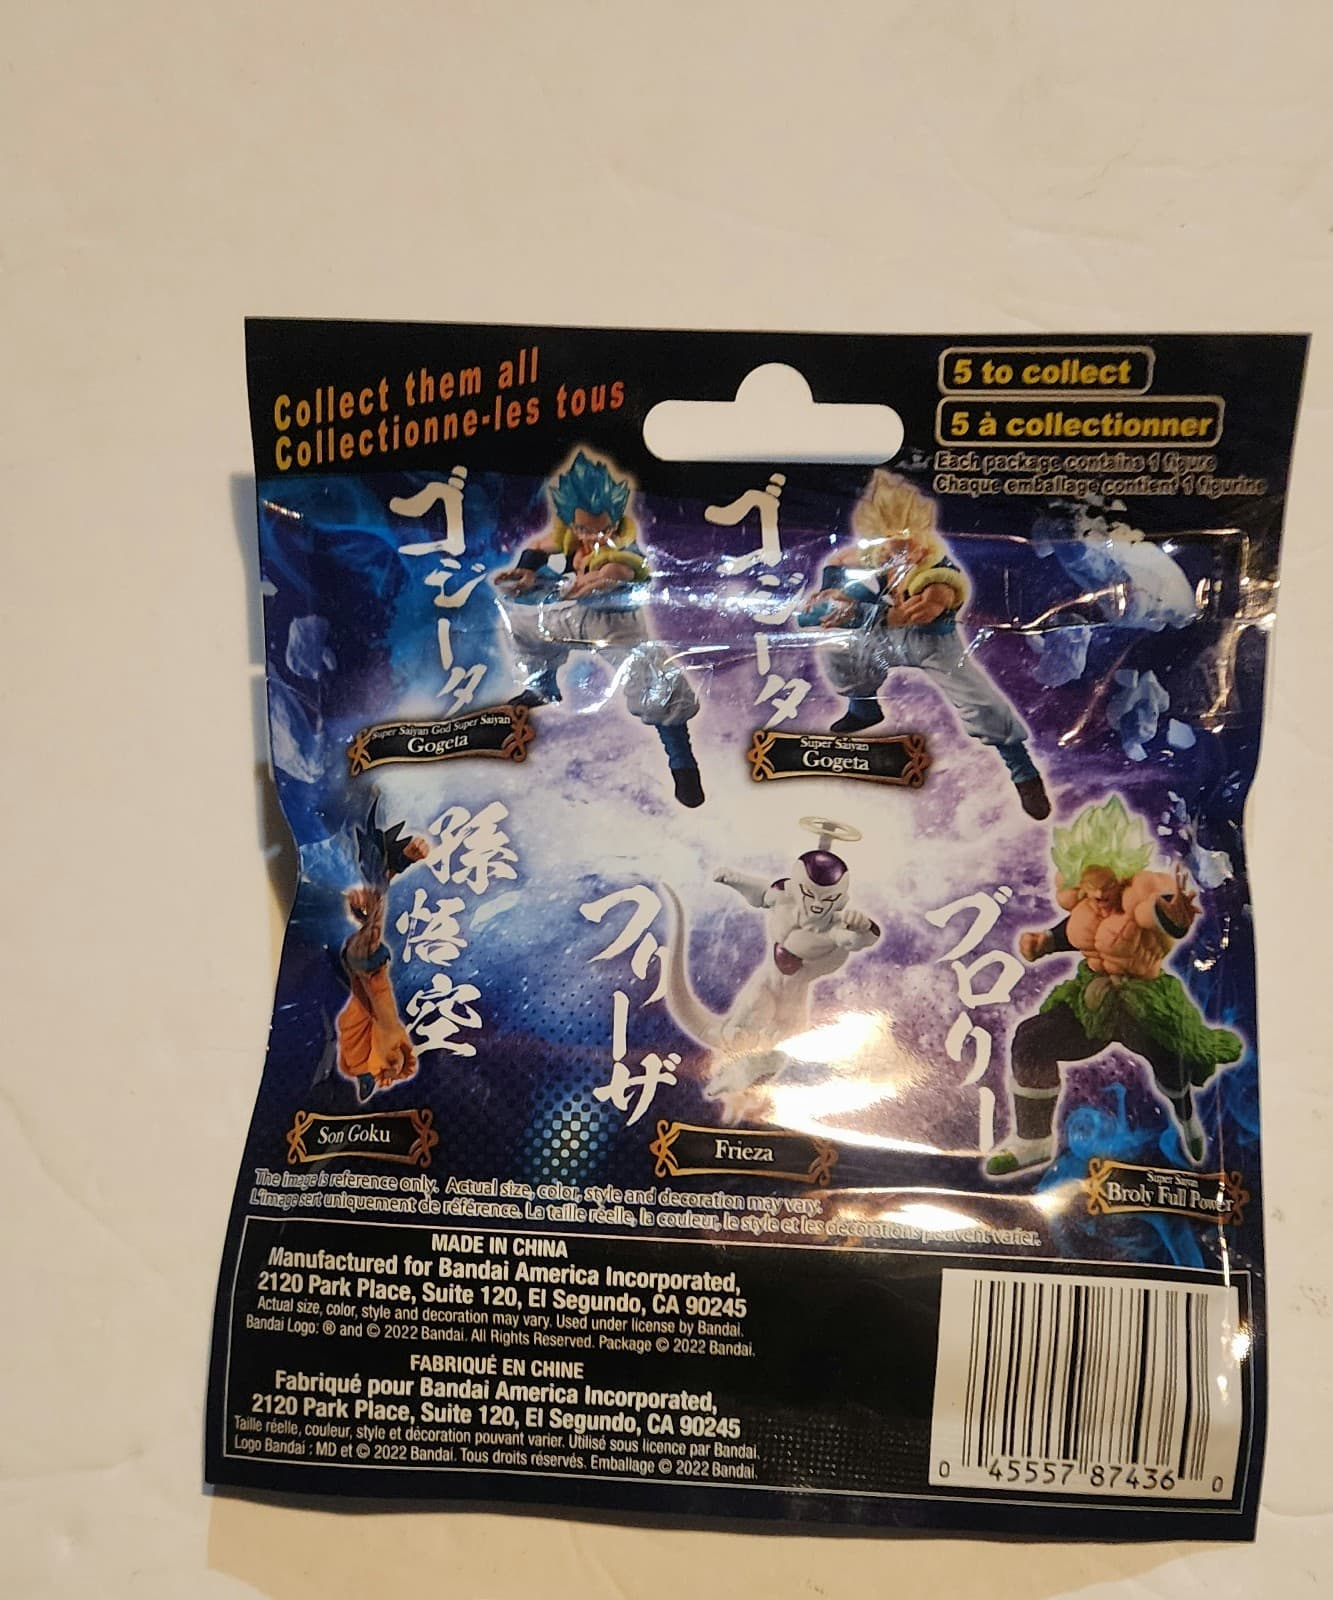 Collect them all
Collectionne-les tous
5 to collect
5 à collectionner
Each package contains 1 figure
Chaque emballage contient 1 figurine
ゴジータ
Super Saiyan God Super Saiyan
Gogeta
ゴジータ
Super Saiyan
Gogeta
孫悟空
Son Goku
フリーザ
Frieza
ブロリー
Super Saiyan
Broly Full Power
The image is reference only. Actual size, color, style and decoration may vary.
L'image sert uniquement de référence. La taille réelle, la couleur, le style et les décorations peuvent varier.
MADE IN CHINA
Manufactured for Bandai America Incorporated,
2120 Park Place, Suite 120, El Segundo, CA 90245
Actual size, color, style and decoration may vary. Used under license by Bandai.
Bandai Logo: ® and © 2022 Bandai. All Rights Reserved. Package © 2022 Bandai.
FABRIQUÉ EN CHINE
Fabriqué pour Bandai America Incorporated,
2120 Park Place, Suite 120, El Segundo, CA 90245
Taille réelle, couleur, style et décoration pouvant varier. Utilisé sous licence par Bandai.
Logo Bandai : MD et © 2022 Bandai. Tous droits réservés. Emballage © 2022 Bandai.
0 45557 87436 0